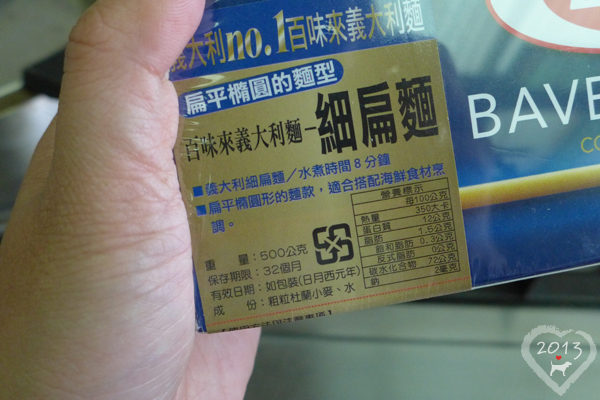 義大利no.1百味來義大利麵
扁平橢圓的麵型
百味來義大利麵-細扁麵
BAVE
■義大利細扁麵／水煮時間8分鐘
■扁平橢圓形的麵款，適合搭配海鮮食材烹
調。
重 量：500公克
保存期限：32個月
有效日期：如包裝(日月西元年)
成 份：粗粒杜蘭小麥、水
營養標示
每100公克
熱量 350大卡
蛋白質 12公克
脂肪 1.5公克
飽和脂肪 0.3公克
反式脂肪 0公克
碳水化合物 72公克
鈉 2毫克
2013